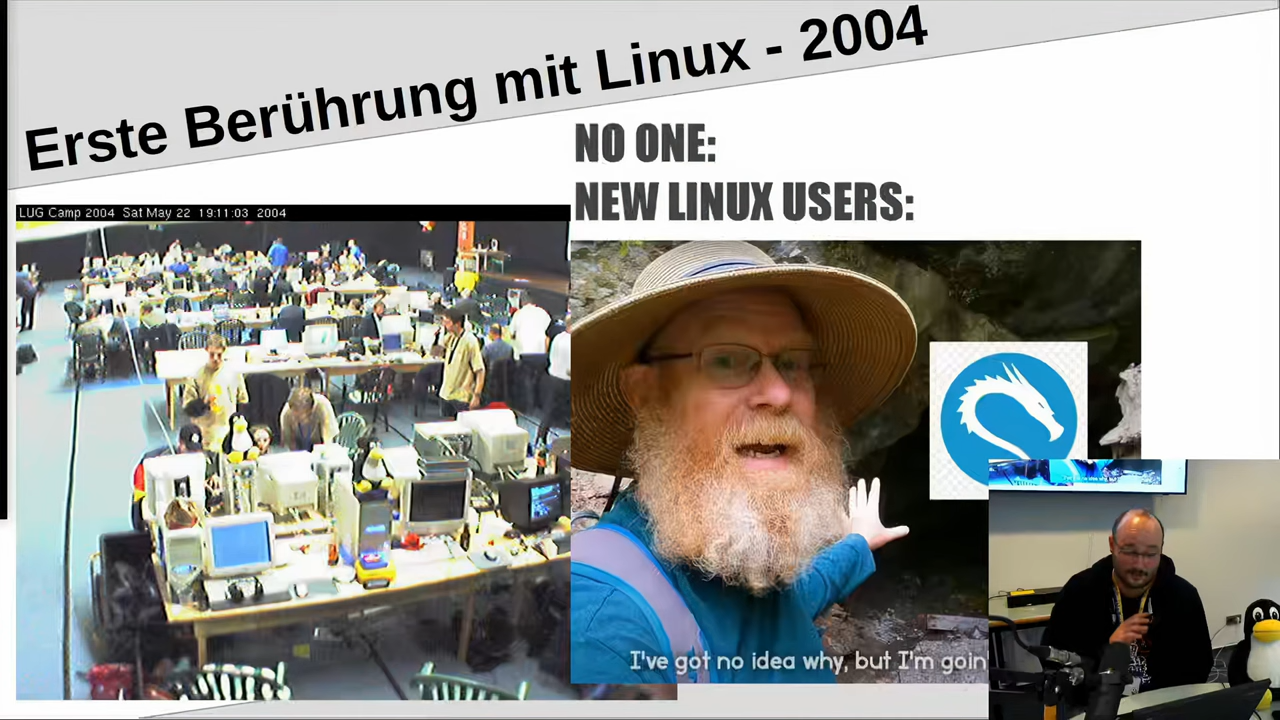 Erste Berührung mit Linux - 2004
LUG Camp 2004 Sat May 22 19:11:03 2004
NO ONE:
NEW LINUX USERS:
I've got no idea why, but I'm goin